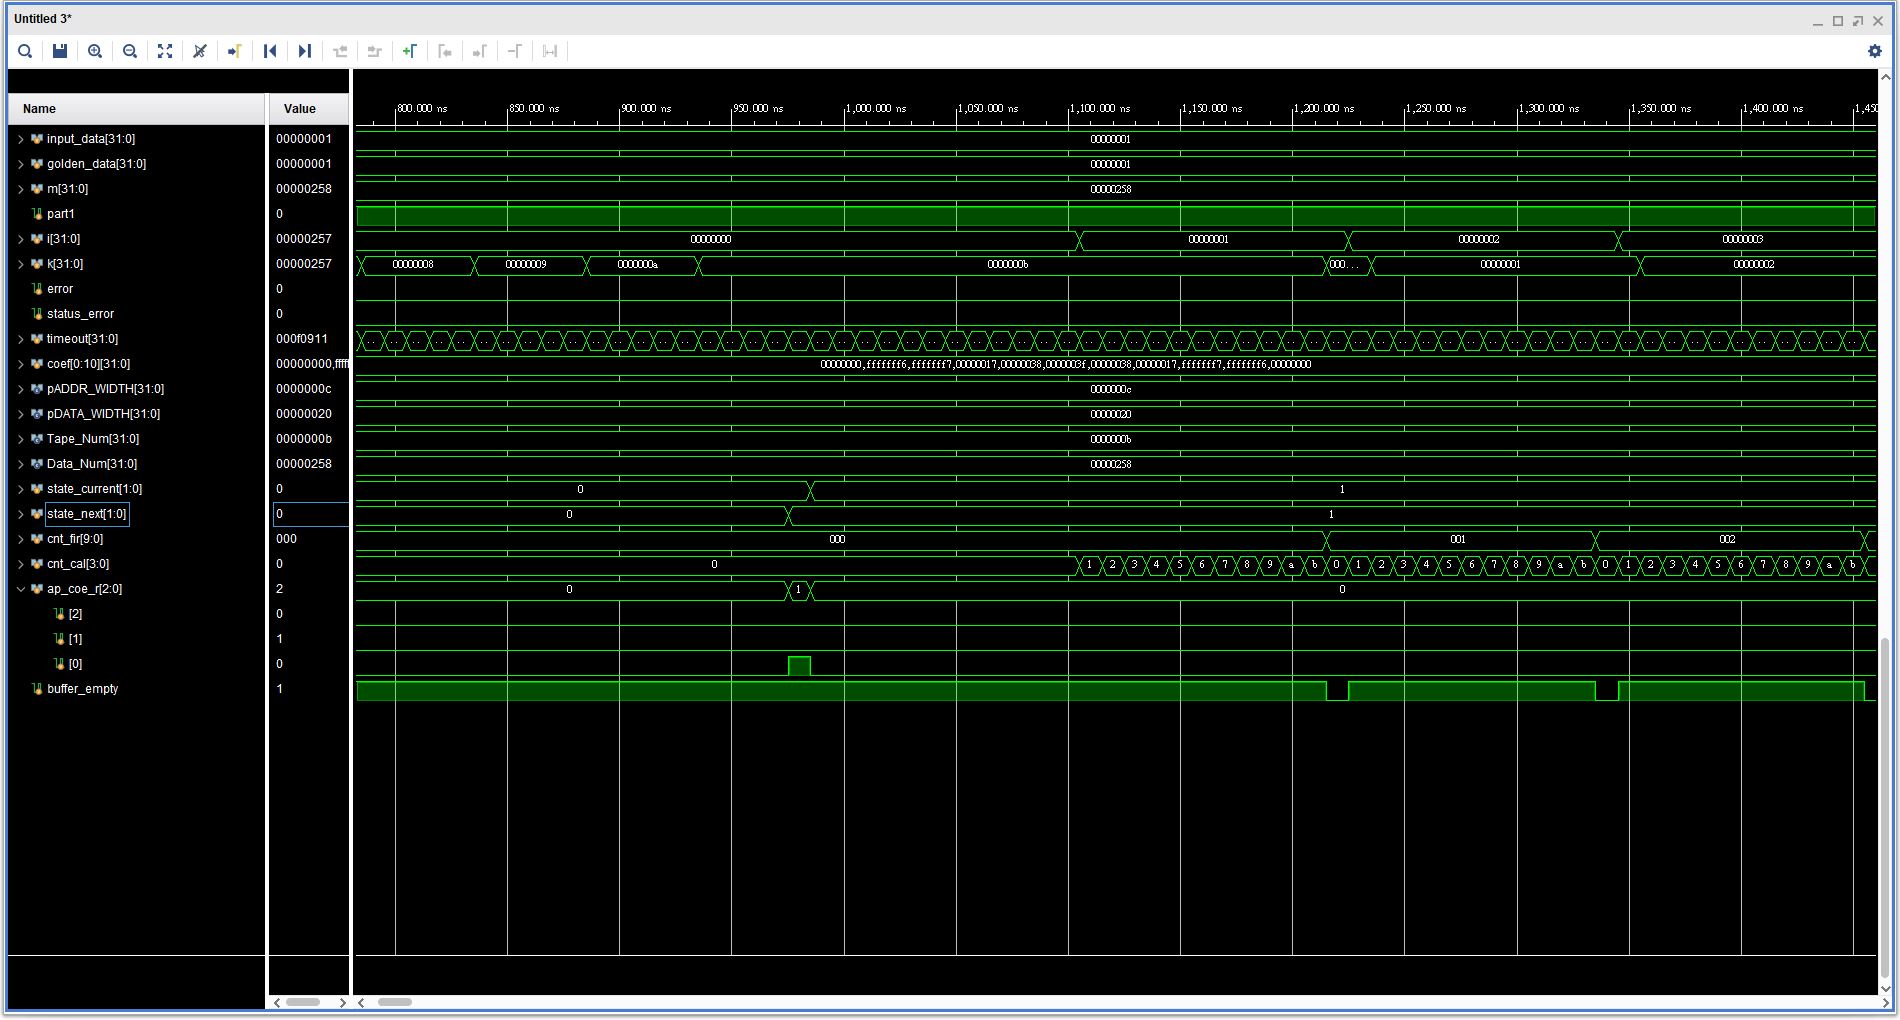 Untitled 3*
Name Value 800.000 ns 850.000 ns 900.000 ns 950.000 ns 1,000.000 ns 1,050.000 ns 1,100.000 ns 1,150.000 ns 1,200.000 ns 1,250.000 ns 1,300.000 ns 1,350.000 ns 1,400.000 ns 1,450
input_data[31:0] 00000001 00000001
golden_data[31:0] 00000001 00000001
m[31:0] 00000258 00000258
part1 0
i[31:0] 00000257 00000000 00000001 00000002 00000003
k[31:0] 00000257 00000008 00000009 0000000a 0000000b 000... 00000001 00000002
error 0
status_error 0
timeout[31:0] 000f0911
coef[0:10][31:0] 00000000,fffff 00000000,fffffff6,fffffff7,00000017,00000038,0000003f,00000038,00000017,fffffff7,fffffff6,00000000
pADDR_WIDTH[31:0] 0000000c 0000000c
pDATA_WIDTH[31:0] 00000020 00000020
Tape_Num[31:0] 0000000b 0000000b
Data_Num[31:0] 00000258 00000258
state_current[1:0] 0 0 1
state_next[1:0] 0 0 1
cnt_fir[9:0] 000 000 001 002
cnt_cal[3:0] 0 0 1 2 3 4 5 6 7 8 9 a b 0 1 2 3 4 5 6 7 8 9 a b 0 1 2 3 4 5 6 7 8 9 a b
ap_coe_r[2:0] 2 0 1 0
[2] 0
[1] 1
[0] 0
buffer_empty 1